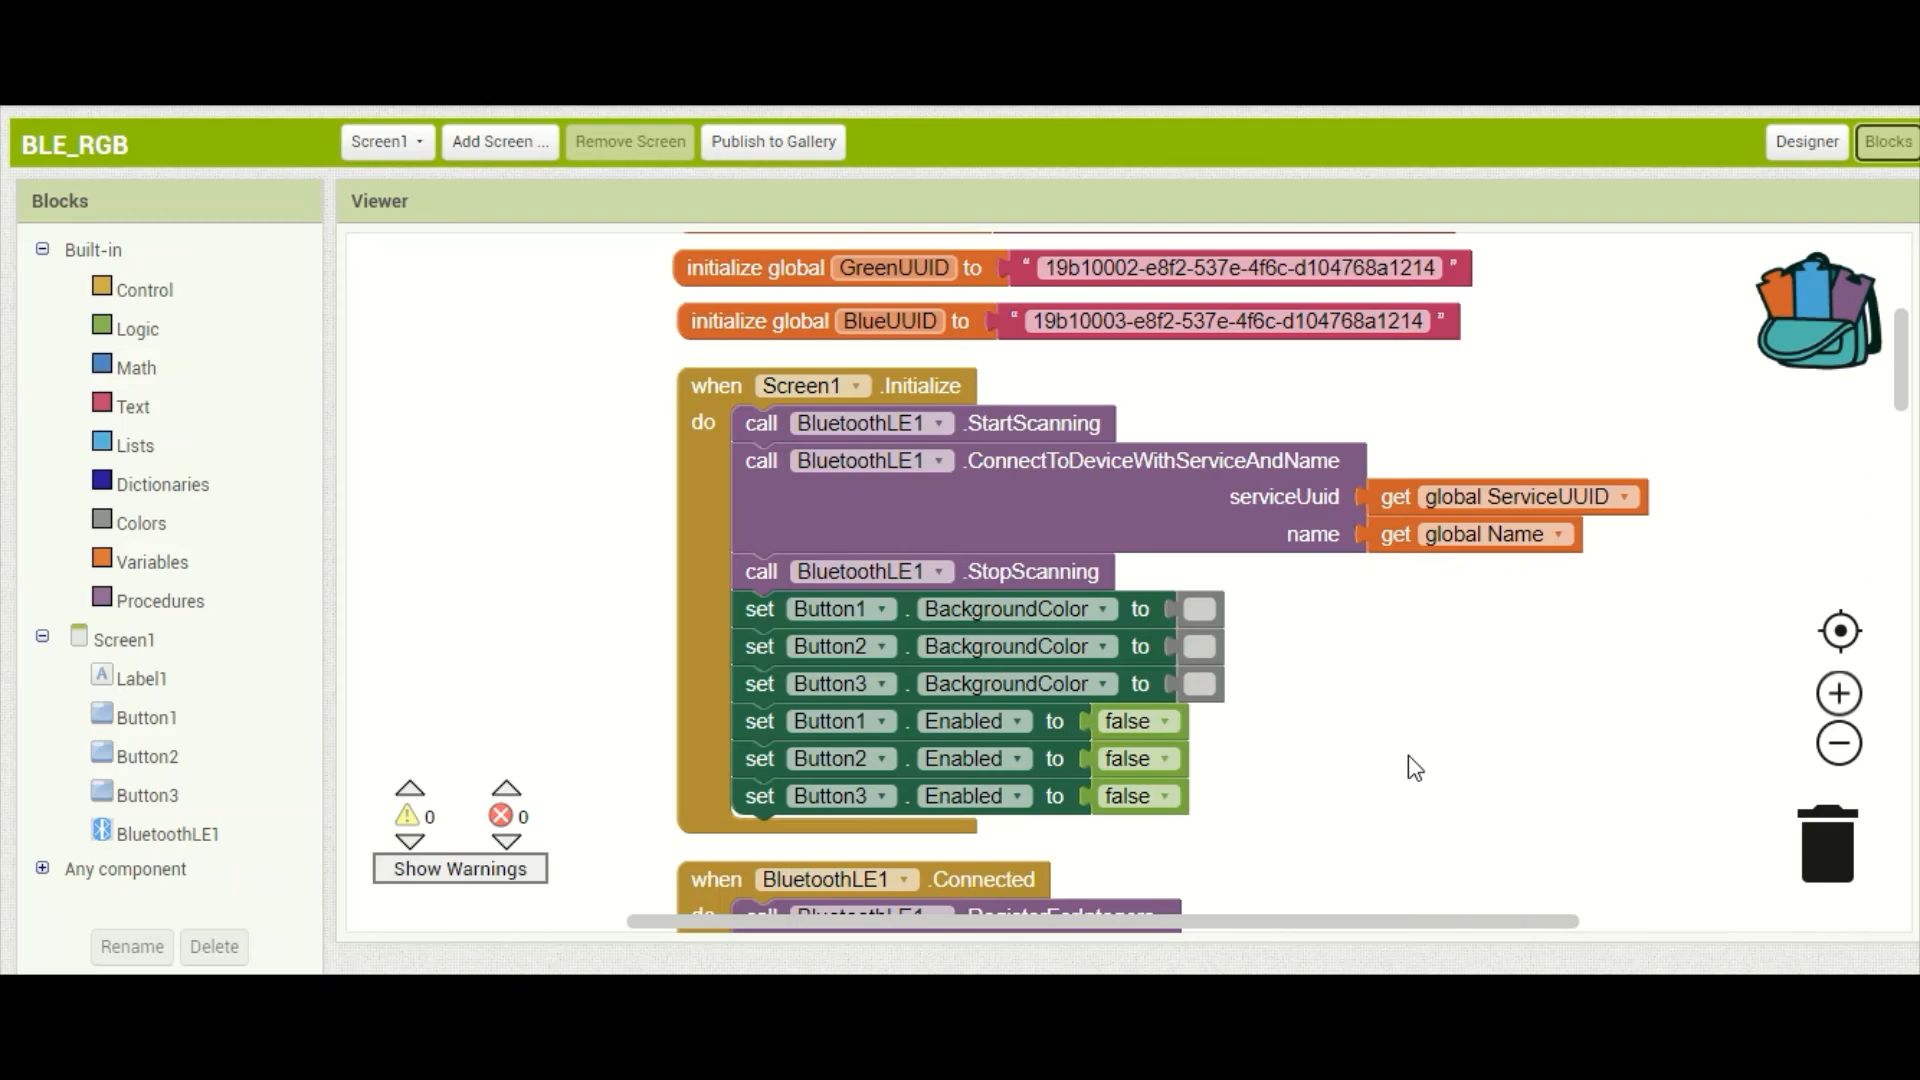 BLE_RGB
Screen1
Add Screen ...
Remove Screen
Publish to Gallery
Designer
Blocks
Blocks
Viewer
Built-in
Control
Logic
Math
Text
Lists
Dictionaries
Colors
Variables
Procedures
Screen1
Label1
Button1
Button2
Button3
BluetoothLE1
Any component
Rename
Delete
initialize global GreenUUID to “ 19b10002-e8f2-537e-4f6c-d104768a1214 ”
initialize global BlueUUID to “ 19b10003-e8f2-537e-4f6c-d104768a1214 ”
when Screen1 .Initialize
do call BluetoothLE1 .StartScanning
call BluetoothLE1 .ConnectToDeviceWithServiceAndName
serviceUuid get global ServiceUUID
name get global Name
call BluetoothLE1 .StopScanning
set Button1 . BackgroundColor to
set Button2 . BackgroundColor to
set Button3 . BackgroundColor to
set Button1 . Enabled to false
set Button2 . Enabled to false
set Button3 . Enabled to false
0 0
Show Warnings
when BluetoothLE1 .Connected
do call BluetoothLE1 .RegisterForIntegers